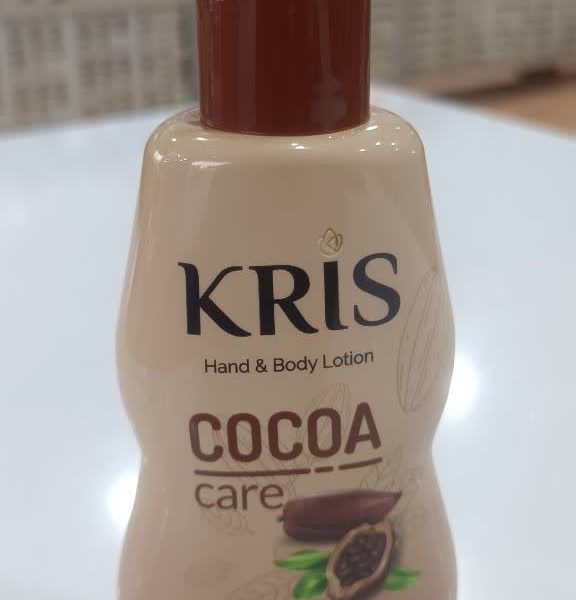 KRiS
Hand & Body Lotion
COCOA
care